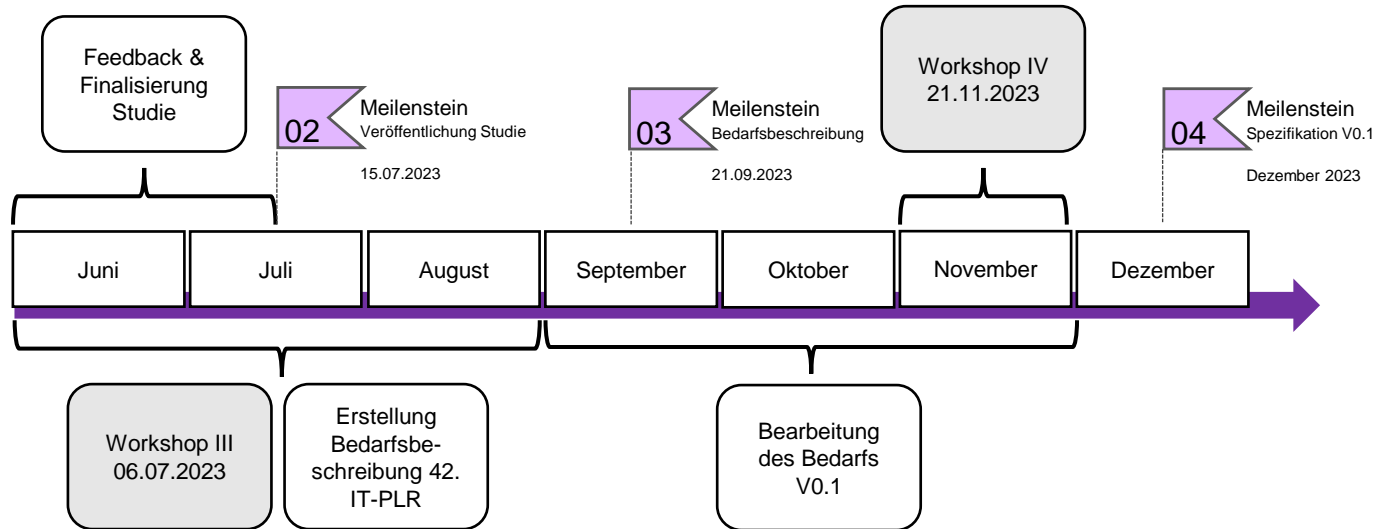 Feedback &
Finalisierung
Studie
02
Meilenstein
Veröffentlichung Studie
15.07.2023
03
Meilenstein
Bedarfsbeschreibung
21.09.2023
Workshop IV
21.11.2023
04
Meilenstein
Spezifikation V0.1
Dezember 2023
Juni
Juli
August
September
Oktober
November
Dezember
Workshop III
06.07.2023
Erstellung
Bedarfsbe-
schreibung 42.
IT-PLR
Bearbeitung
des Bedarfs
V0.1